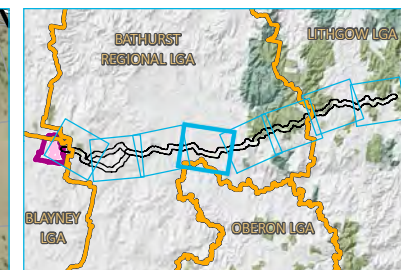 BATHURST
REGIONAL LGA
LITHGOW LGA
BLAYNEY
LGA
OBERON LGA